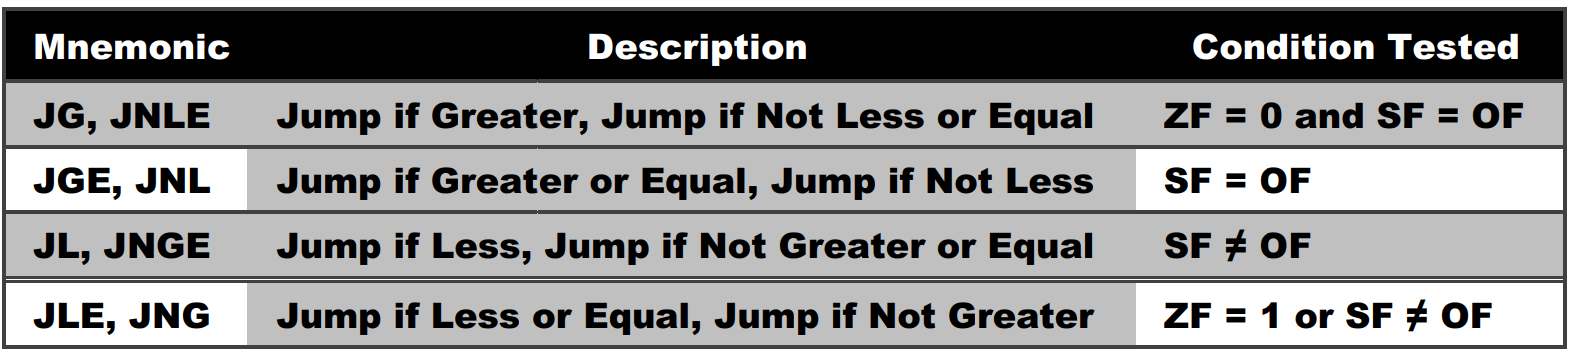 Mnemonic Description Condition Tested
JG, JNLE Jump if Greater, Jump if Not Less or Equal ZF = 0 and SF = OF
JGE, JNL Jump if Greater or Equal, Jump if Not Less SF = OF
JL, JNGE Jump if Less, Jump if Not Greater or Equal SF ≠ OF
JLE, JNG Jump if Less or Equal, Jump if Not Greater ZF = 1 or SF ≠ OF